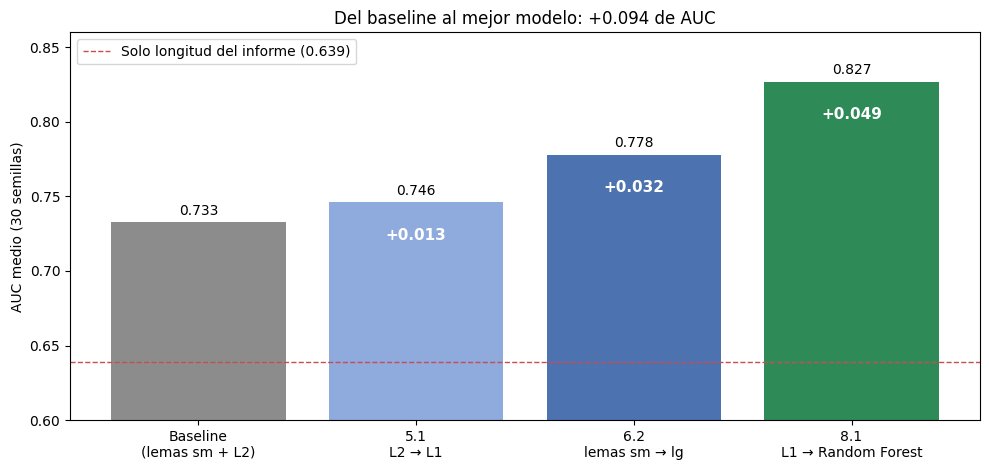 Del baseline al mejor modelo: +0.094 de AUC
Solo longitud del informe (0.639)
AUC medio (30 semillas)
0.85
0.80
0.75
0.70
0.65
0.60
0.733
0.746
+0.013
0.778
+0.032
0.827
+0.049
Baseline
(lemas sm + L2)
5.1
L2 → L1
6.2
lemas sm → lg
8.1
L1 → Random Forest